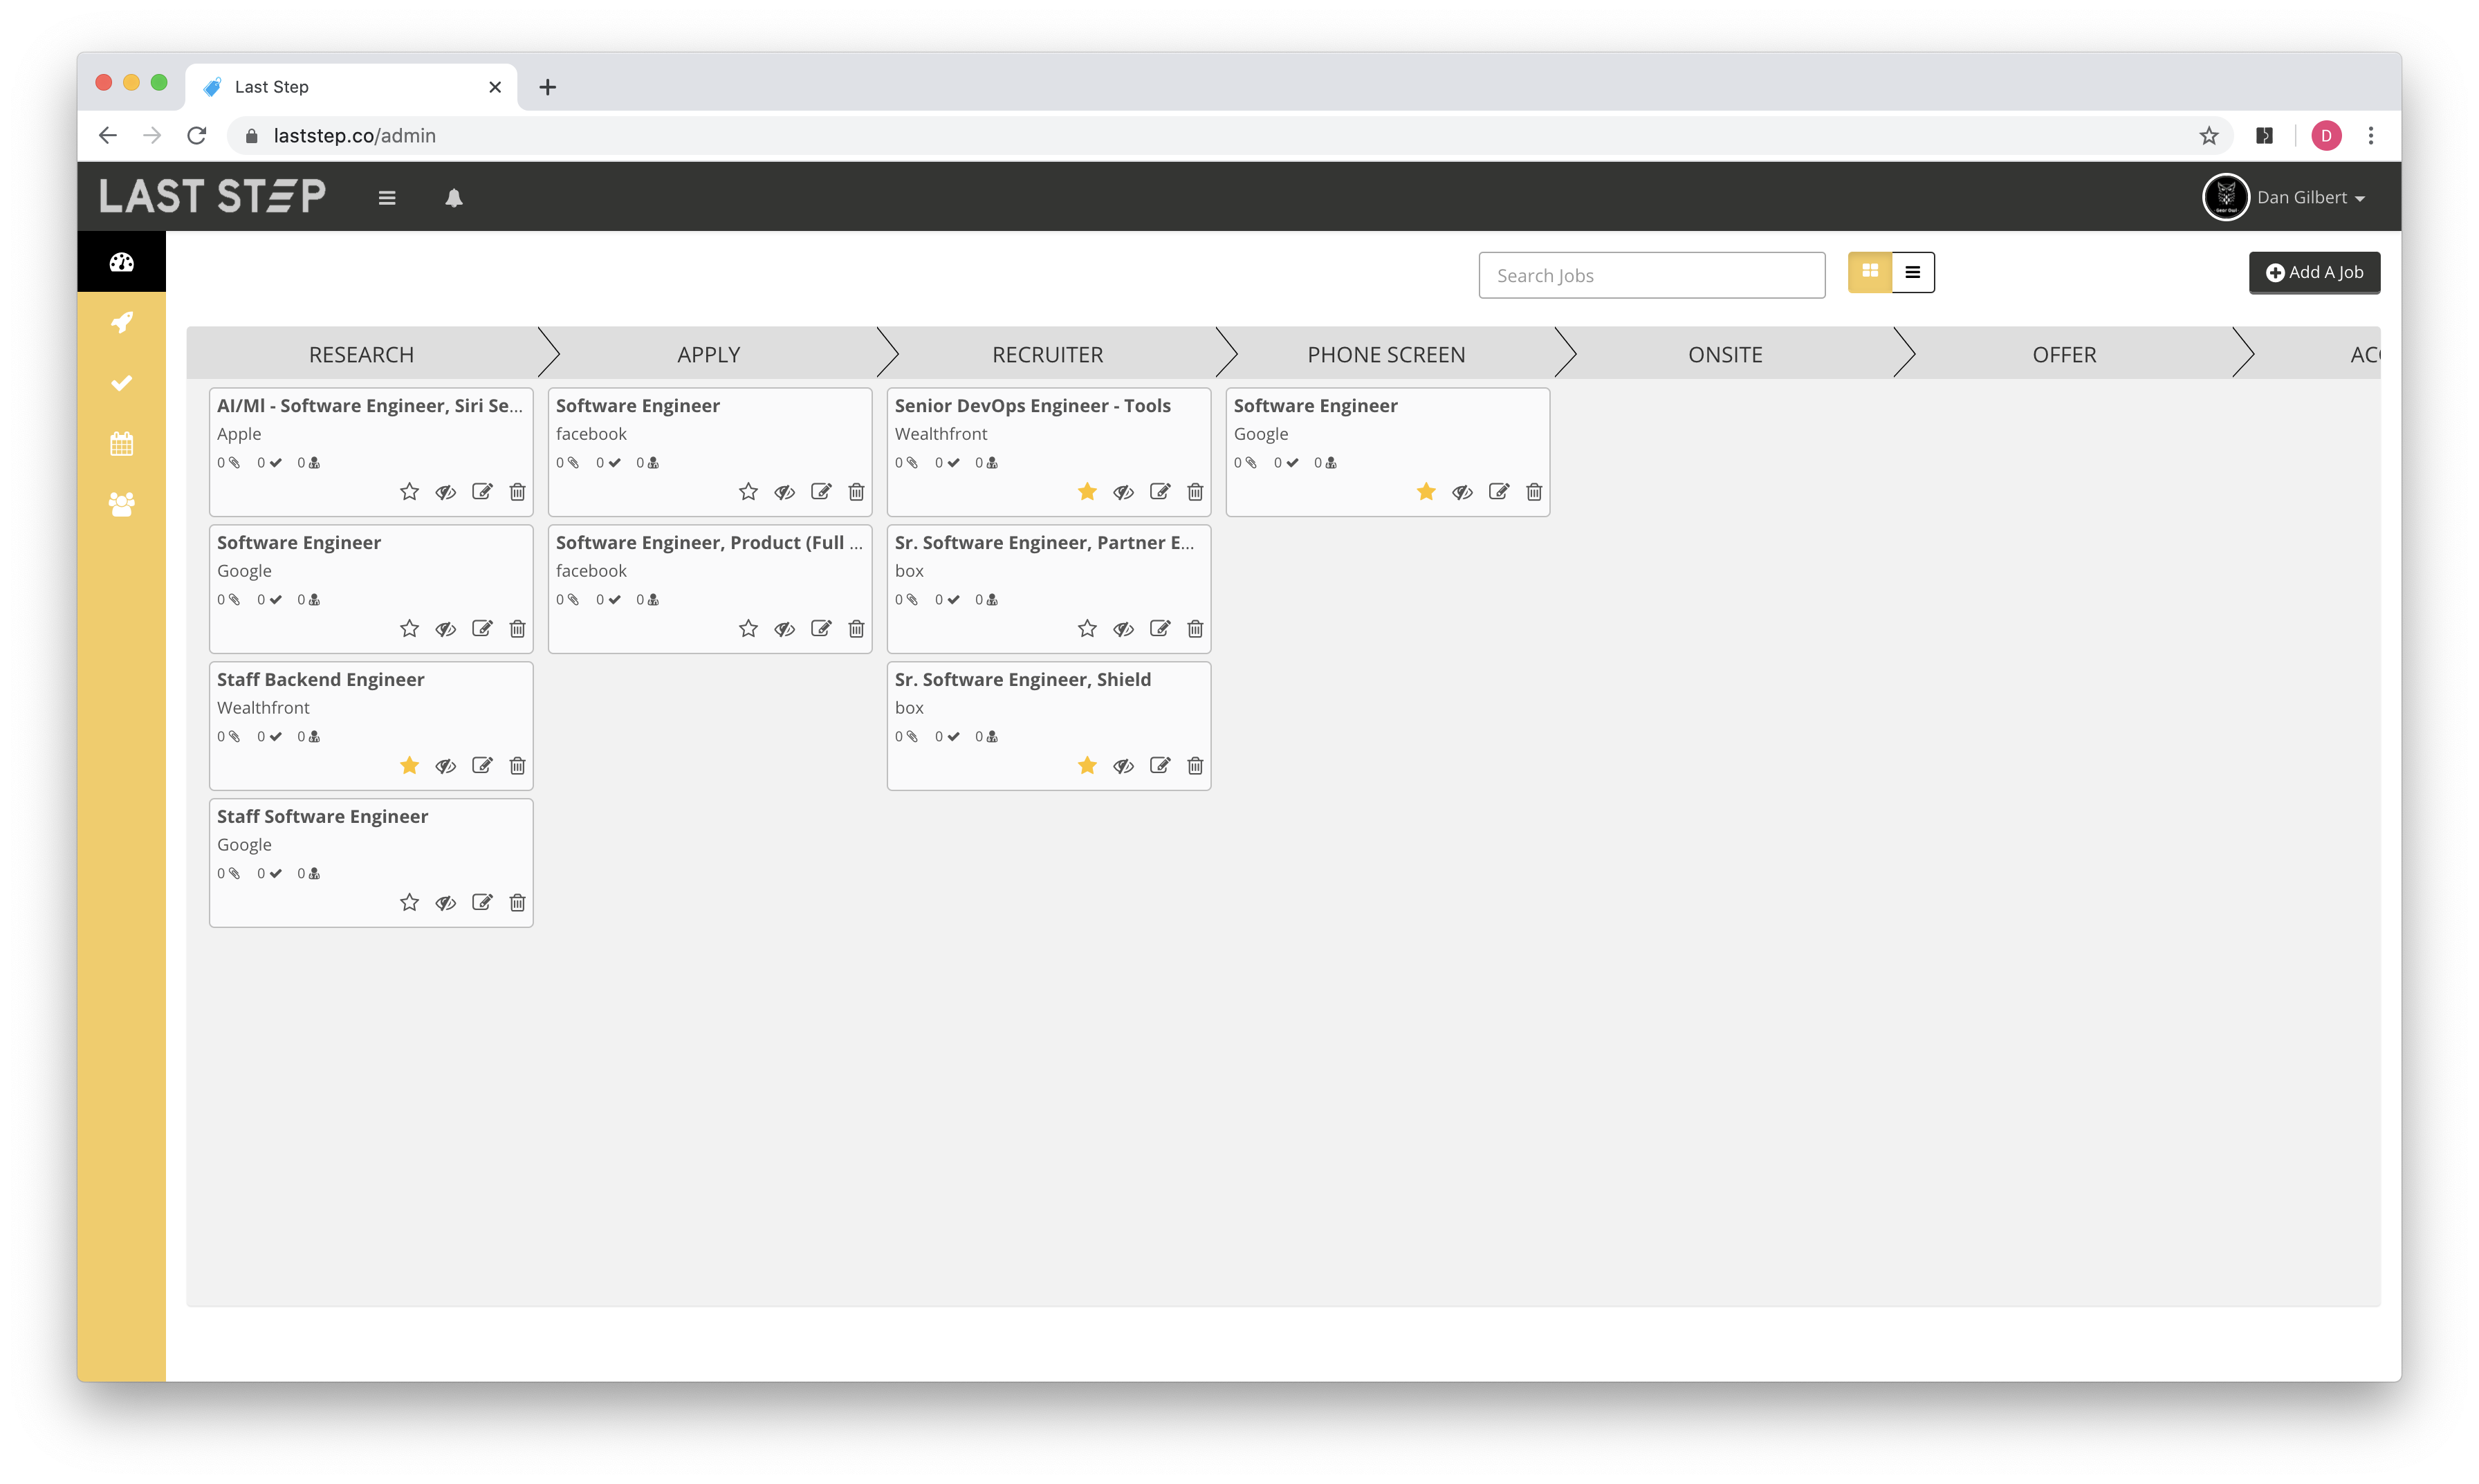 Last Step
laststep.co/admin
D
LAST STEP
Dan Gilbert
Search Jobs
Add A Job
RESEARCH
APPLY
RECRUITER
PHONE SCREEN
ONSITE
OFFER
AI/Ml - Software Engineer, Siri Se...
Apple
0 0 0
Software Engineer
Google
0 0 0
Staff Backend Engineer
Wealthfront
0 0 0
Staff Software Engineer
Google
0 0 0
Software Engineer
facebook
0 0 0
Software Engineer, Product (Full ...
facebook
0 0 0
Senior DevOps Engineer - Tools
Wealthfront
0 0 0
Sr. Software Engineer, Partner E...
box
0 0 0
Sr. Software Engineer, Shield
box
0 0 0
Software Engineer
Google
0 0 0